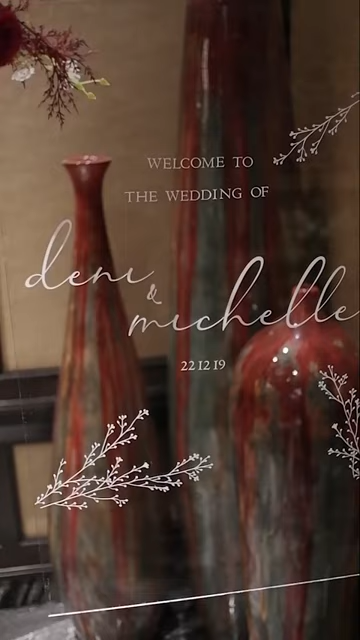 WELCOME TO
THE WEDDING OF
deni
&
michelle
22 12 19